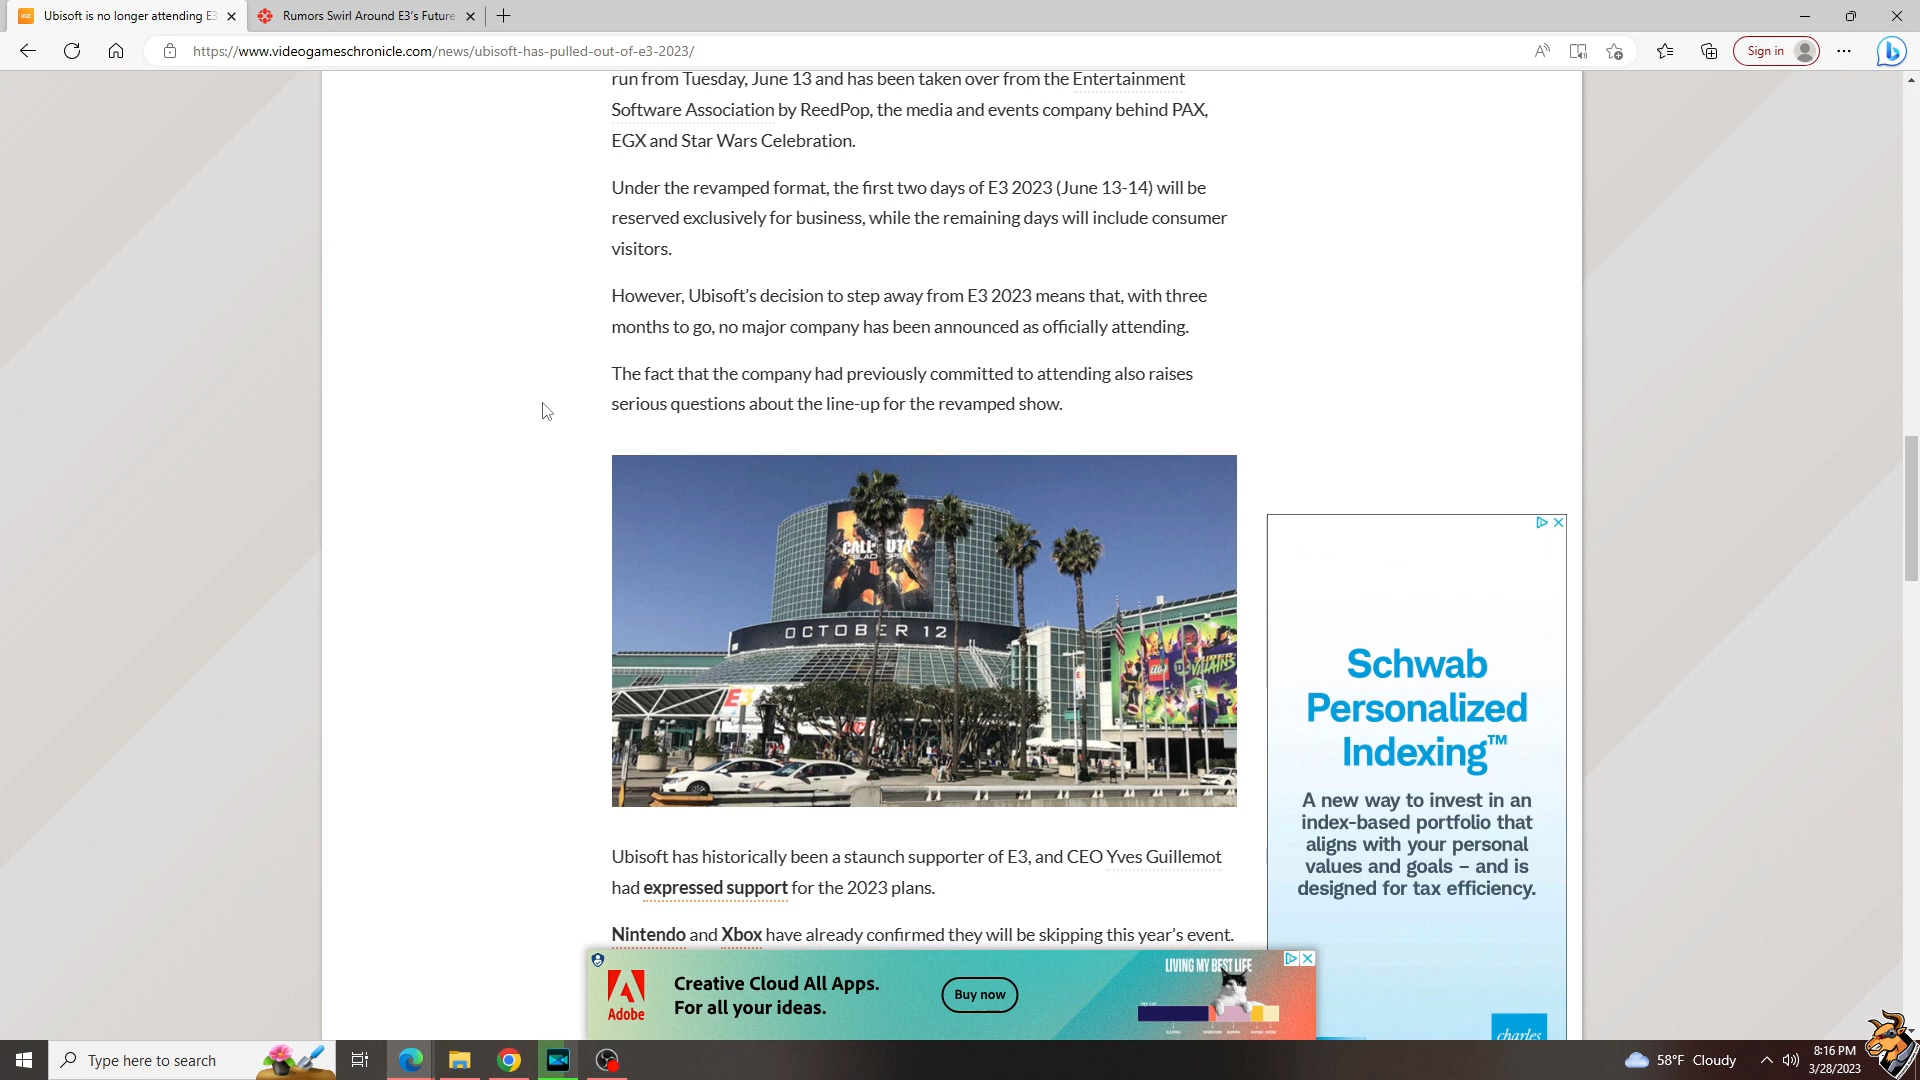 Ubisoft is no longer attending E3
Rumors Swirl Around E3's Future
https://www.videogameschronicle.com/news/ubisoft-has-pulled-out-of-e3-2023/
Sign in
run from Tuesday, June 13 and has been taken over from the Entertainment
Software Association by ReedPop, the media and events company behind PAX,
EGX and Star Wars Celebration.
Under the revamped format, the first two days of E3 2023 (June 13-14) will be
reserved exclusively for business, while the remaining days will include consumer
visitors.
However, Ubisoft's decision to step away from E3 2023 means that, with three
months to go, no major company has been announced as officially attending.
The fact that the company had previously committed to attending also raises
serious questions about the line-up for the revamped show.
CALL OF DUTY
BLACK OPS
OCTOBER 12
E3
LEGO DC
VILLAINS
Schwab
Personalized
Indexing™
A new way to invest in an
index-based portfolio that
aligns with your personal
values and goals – and is
designed for tax efficiency.
charles
Ubisoft has historically been a staunch supporter of E3, and CEO Yves Guillemot
had expressed support for the 2023 plans.
Nintendo and Xbox have already confirmed they will be skipping this year's event.
Adobe
Creative Cloud All Apps.
For all your ideas.
Buy now
LIVING MY BEST LIFE
Type here to search
58°F Cloudy
8:16 PM
3/28/2023